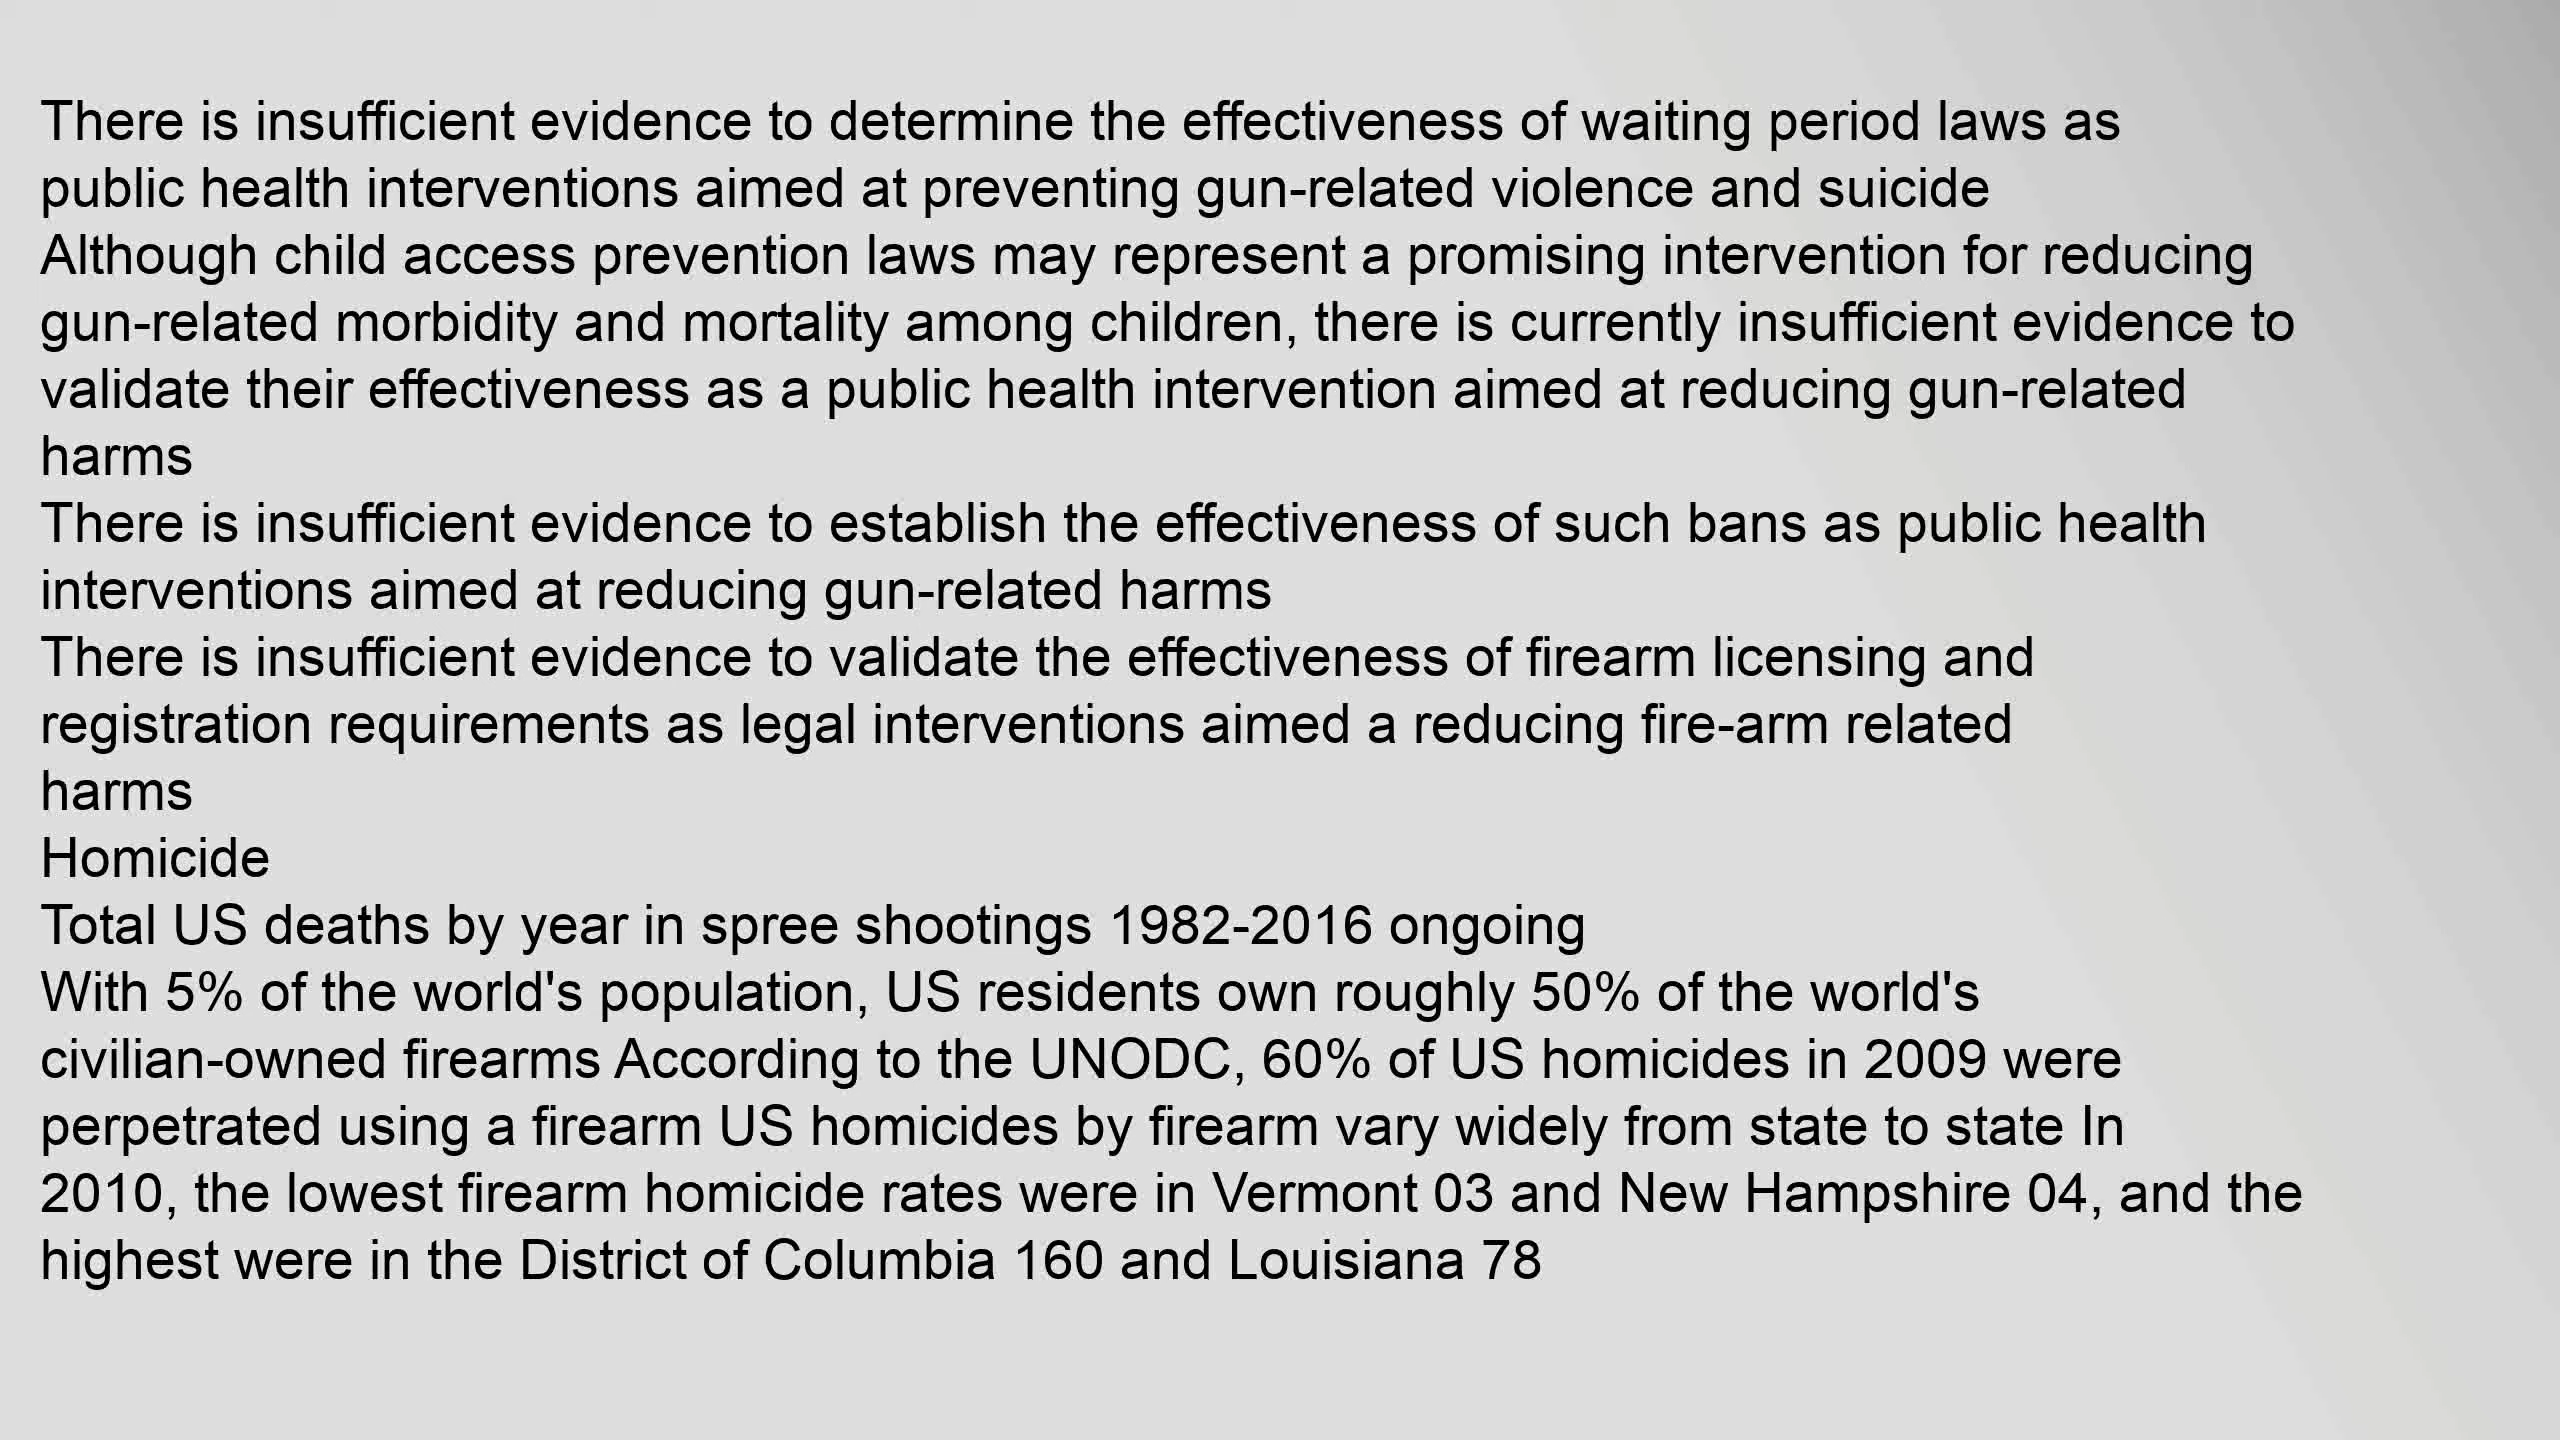 There is insufficient evidence to determine the effectiveness of waiting period laws as
public health interventions aimed at preventing gun-related violence and suicide
Although child access prevention laws may represent a promising intervention for reducing
gun-related morbidity and mortality among children, there is currently insufficient evidence to
validate their effectiveness as a public health intervention aimed at reducing gun-related
harms
There is insufficient evidence to establish the effectiveness of such bans as public health
interventions aimed at reducing gun-related harms
There is insufficient evidence to validate the effectiveness of firearm licensing and
registration requirements as legal interventions aimed a reducing fire-arm related
harms
Homicide
Total US deaths by year in spree shootings 1982-2016 ongoing
With 5% of the world's population, US residents own roughly 50% of the world's
civilian-owned firearms According to the UNODC, 60% of US homicides in 2009 were
perpetrated using a firearm US homicides by firearm vary widely from state to state In
2010, the lowest firearm homicide rates were in Vermont 03 and New Hampshire 04, and the
highest were in the District of Columbia 160 and Louisiana 78